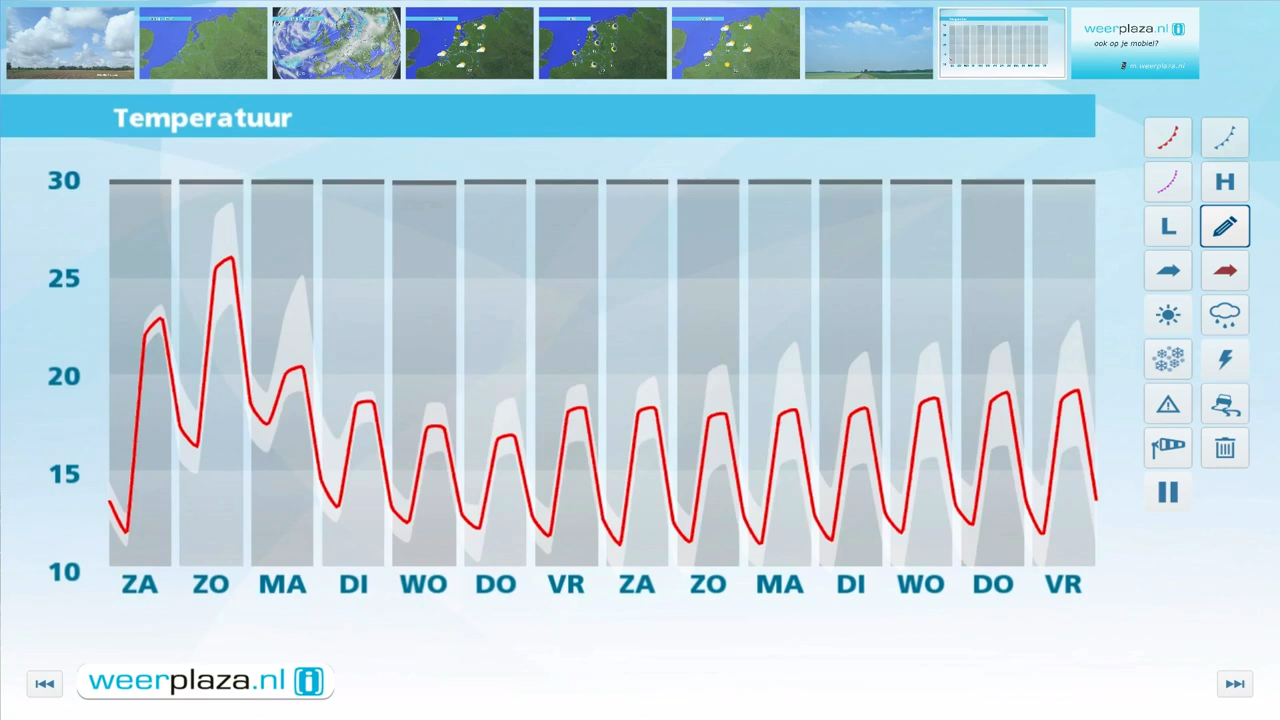 weerplaza.nl i
ook op je mobiel?
m.weerplaza.nl
Temperatuur
30
25
20
15
10
ZA ZO MA DI WO DO VR ZA ZO MA DI WO DO VR
H
L
weerplaza.nl i